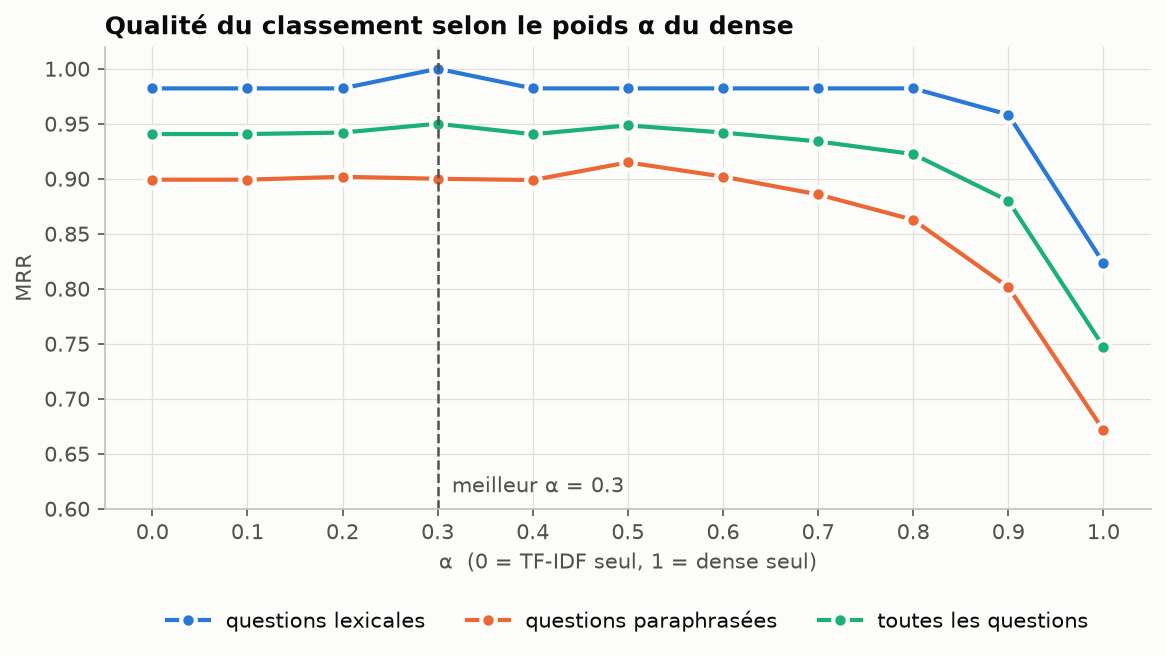 Qualité du classement selon le poids α du dense
1.00
0.95
0.90
0.85
0.80
0.75
0.70
0.65
0.60
MRR
meilleur α = 0.3
0.0 0.1 0.2 0.3 0.4 0.5 0.6 0.7 0.8 0.9 1.0
α (0 = TF-IDF seul, 1 = dense seul)
questions lexicales questions paraphrasées toutes les questions